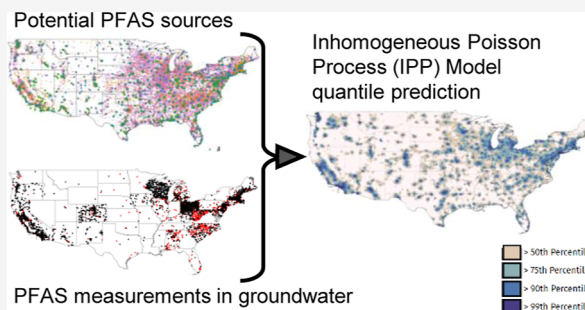 Potential PFAS sources
Inhomogeneous Poisson
Process (IPP) Model
quantile prediction
PFAS measurements in groundwater
> 50th Percentil
> 75th Percentil
> 90th Percentil
> 99th Percentil